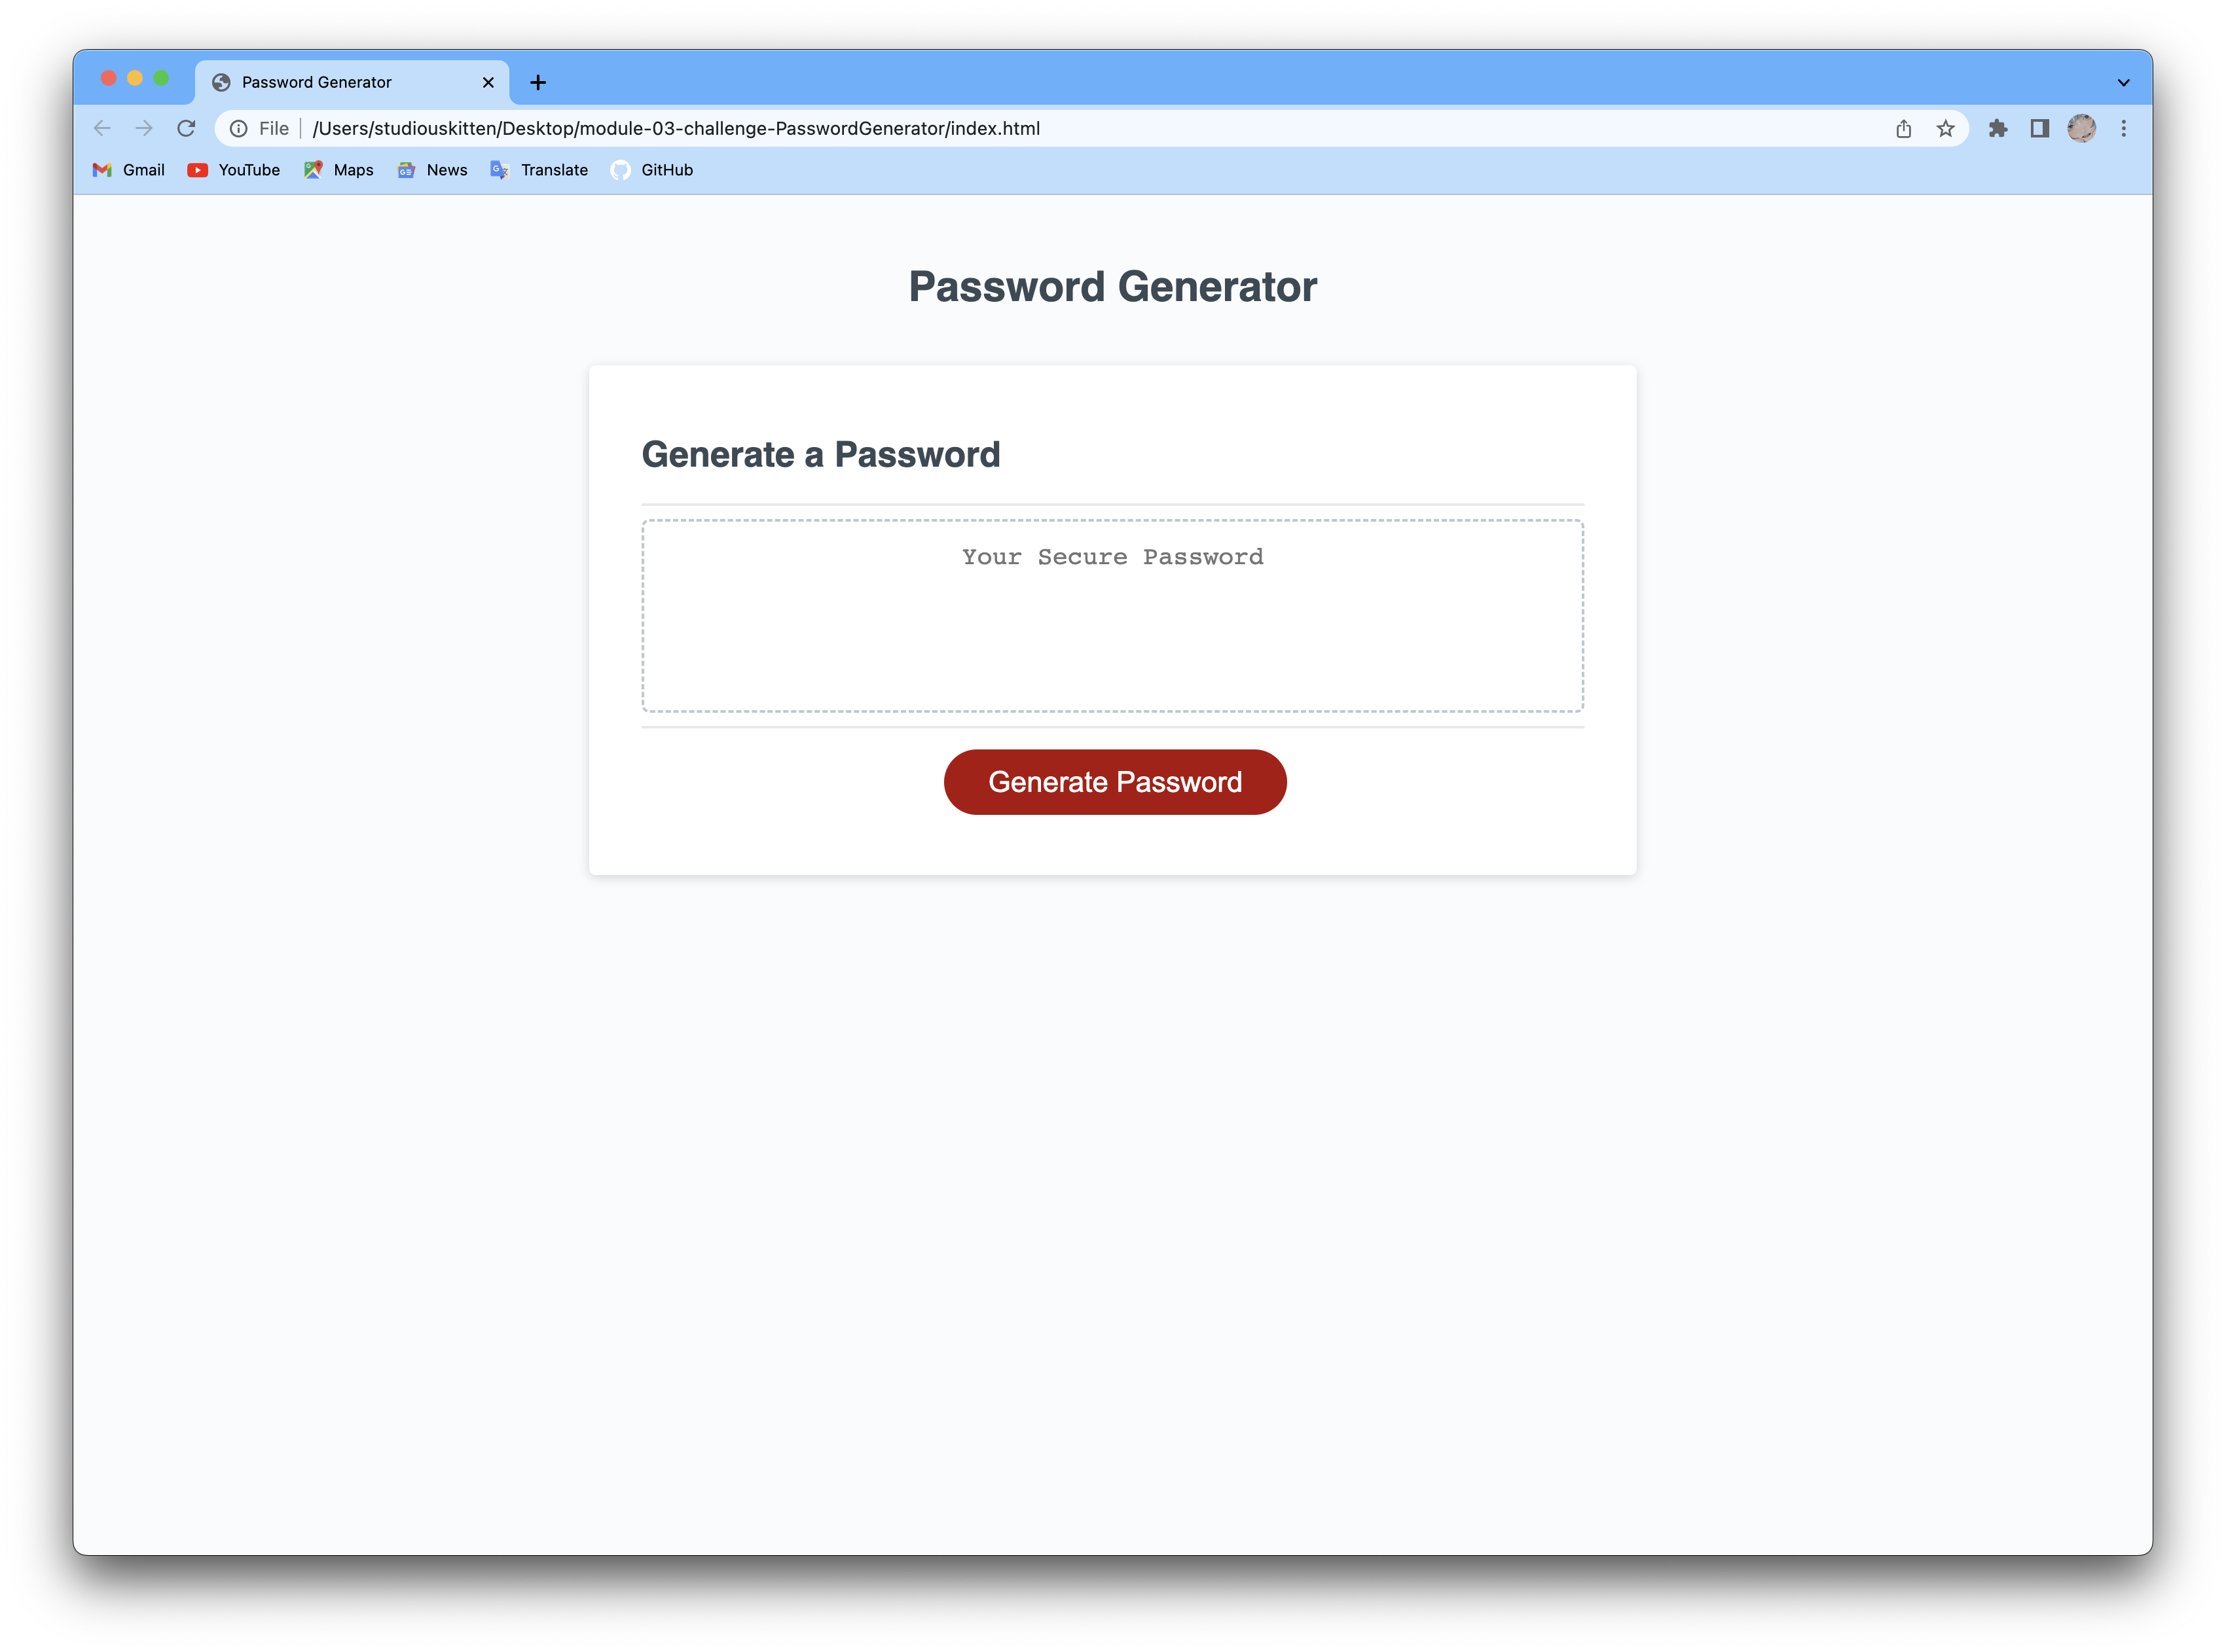 Password Generator
File /Users/studiouskitten/Desktop/module-03-challenge-PasswordGenerator/index.html
Gmail YouTube Maps News Translate GitHub
Password Generator
Generate a Password
Your Secure Password
Generate Password